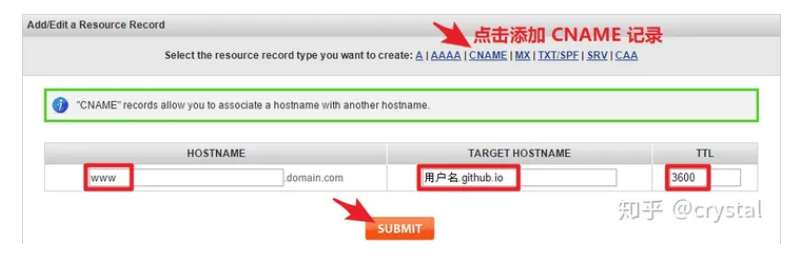 Add/Edit a Resource Record
点击添加 CNAME 记录
Select the resource record type you want to create: A | AAAA | CNAME | MX | TXT/SPF | SRV | CAA
"CNAME" records allow you to associate a hostname with another hostname.
HOSTNAME TARGET HOSTNAME TTL
www .domain.com 用户名.github.io 3600
知乎 @crystal
SUBMIT